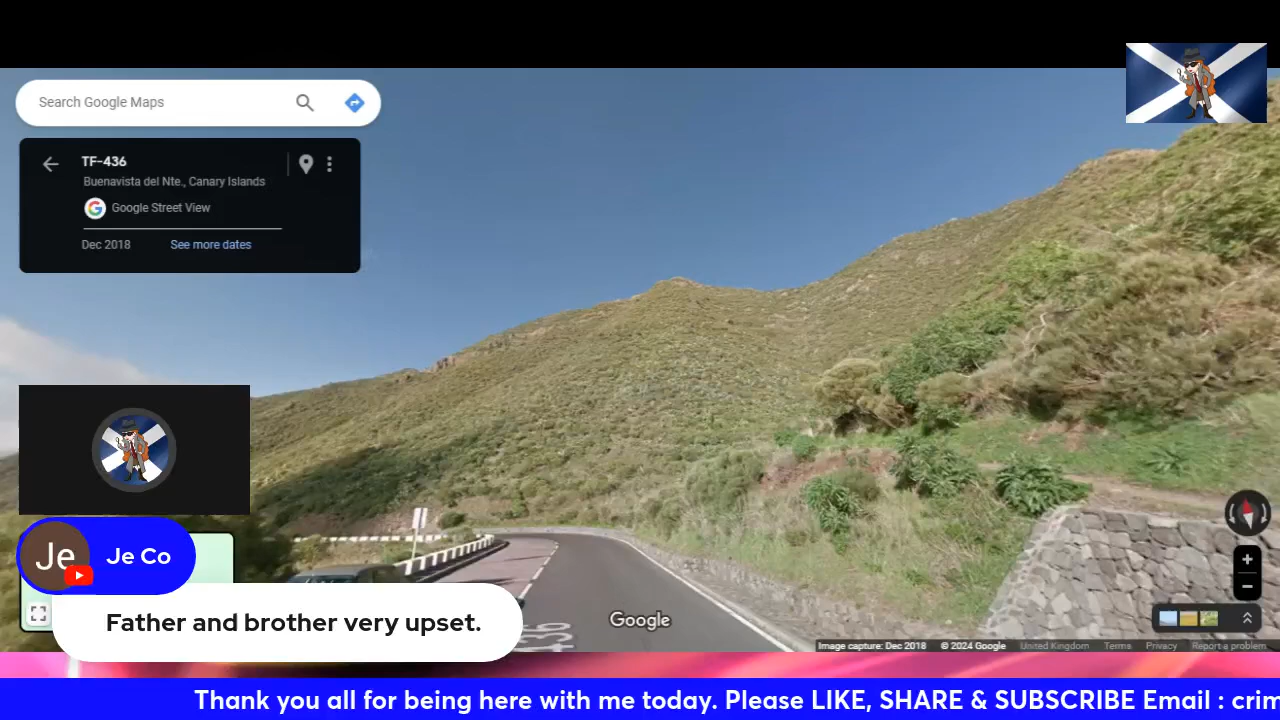 Search Google Maps
TF-436
Buenavista del Nte., Canary Islands
G Google Street View
Dec 2018 See more dates
Je Je Co
Father and brother very upset.
436
Google
Image capture: Dec 2018 © 2024 Google United Kingdom Terms Privacy Report a problem
Thank you all for being here with me today. Please LIKE, SHARE & SUBSCRIBE Email : crim